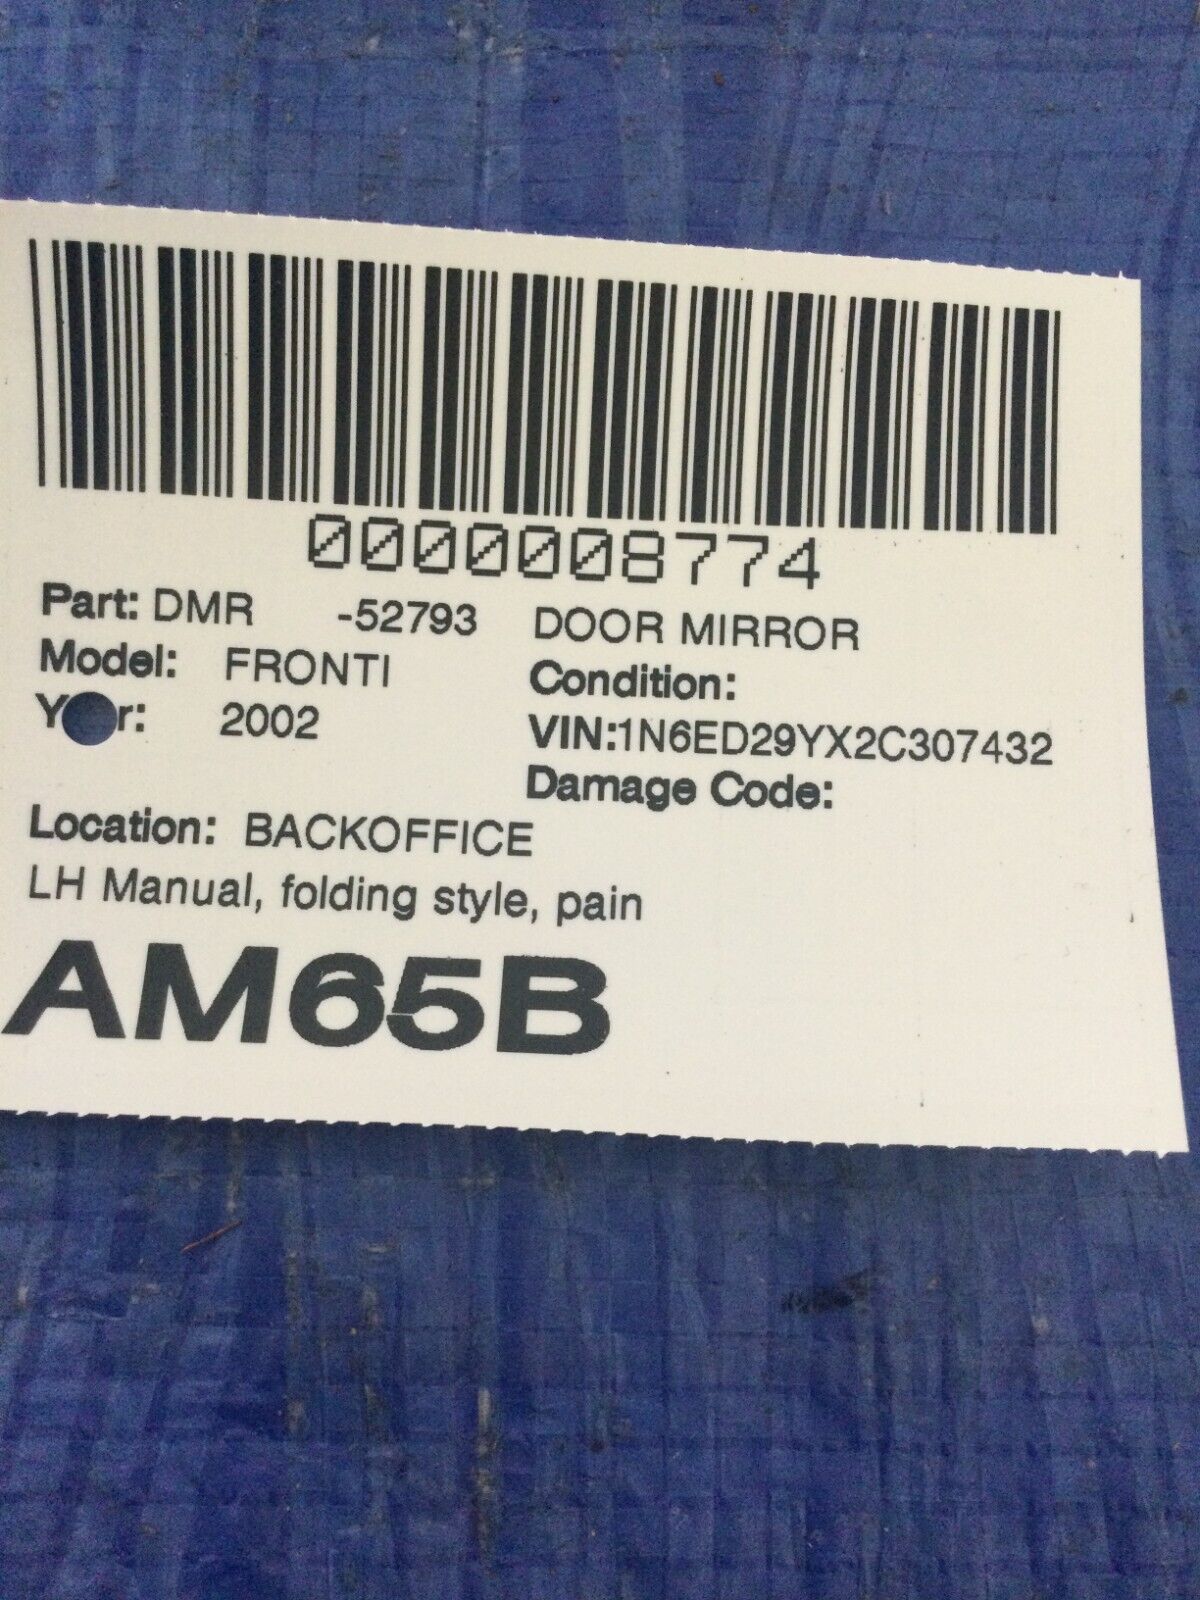 0000008774
Part: DMR -52793 DOOR MIRROR
Model: FRONTI Condition:
Y r: 2002 VIN:1N6ED29YX2C307432
Damage Code:
Location: BACKOFFICE
LH Manual, folding style, pain
AM65B